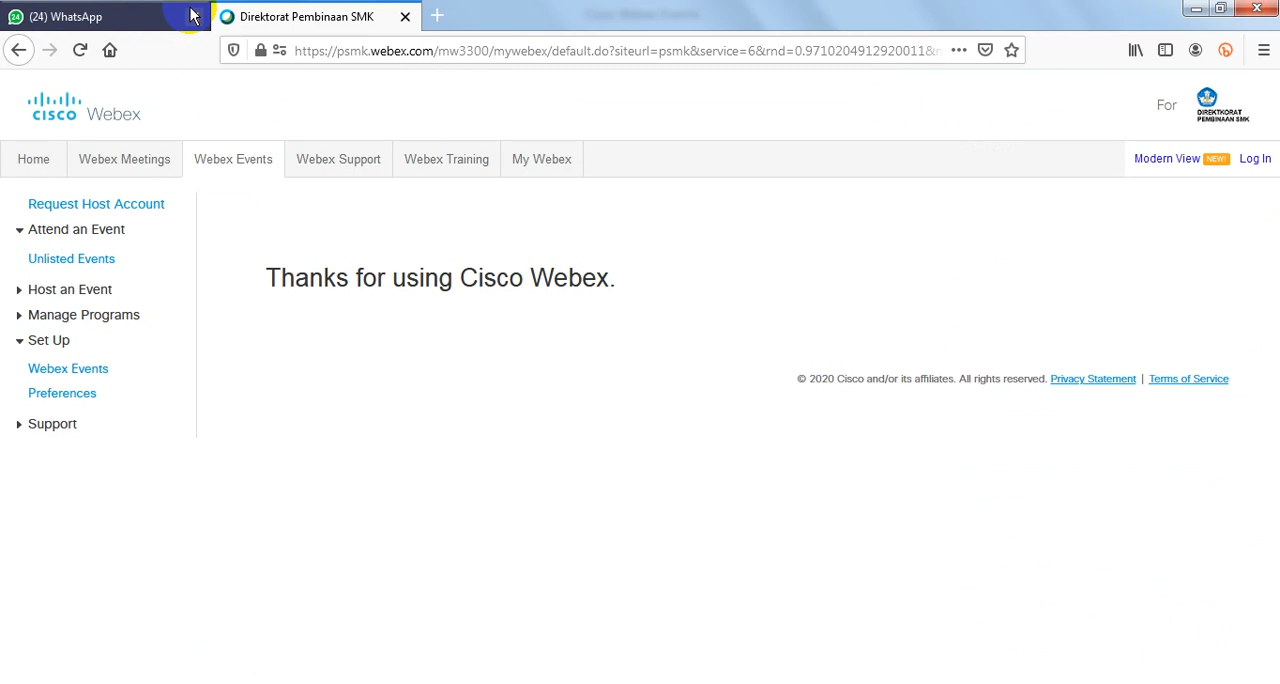 24 (24) WhatsApp
Direktorat Pembinaan SMK
https://psmk.webex.com/mw3300/mywebex/default.do?siteurl=psmk&service=6&rnd=0.9710204912920011&
cisco Webex
For
DIREKTKORAT
PEMBINAAN SMK
Home Webex Meetings Webex Events Webex Support Webex Training My Webex Modern View NEW! Log In
Request Host Account
Attend an Event
Unlisted Events
Host an Event
Manage Programs
Set Up
Webex Events
Preferences
Support
Thanks for using Cisco Webex.
© 2020 Cisco and/or its affiliates. All rights reserved. Privacy Statement | Terms of Service